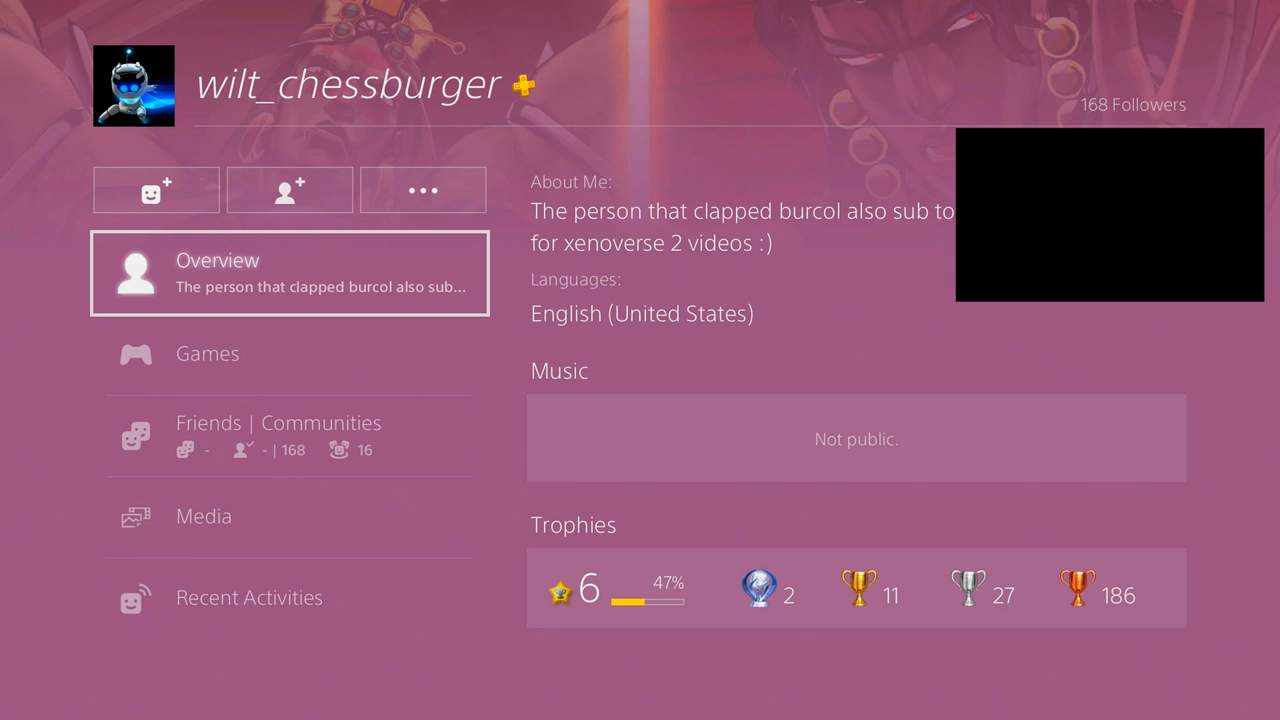 wilt_chessburger
168 Followers
About Me:
The person that clapped burcol also sub to
for xenoverse 2 videos :)
Languages:
English (United States)
Overview
The person that clapped burcol also sub...
Games
Friends | Communities
- - | 168 16
Media
Recent Activities
Music
Not public.
Trophies
6 47% 2 11 27 186